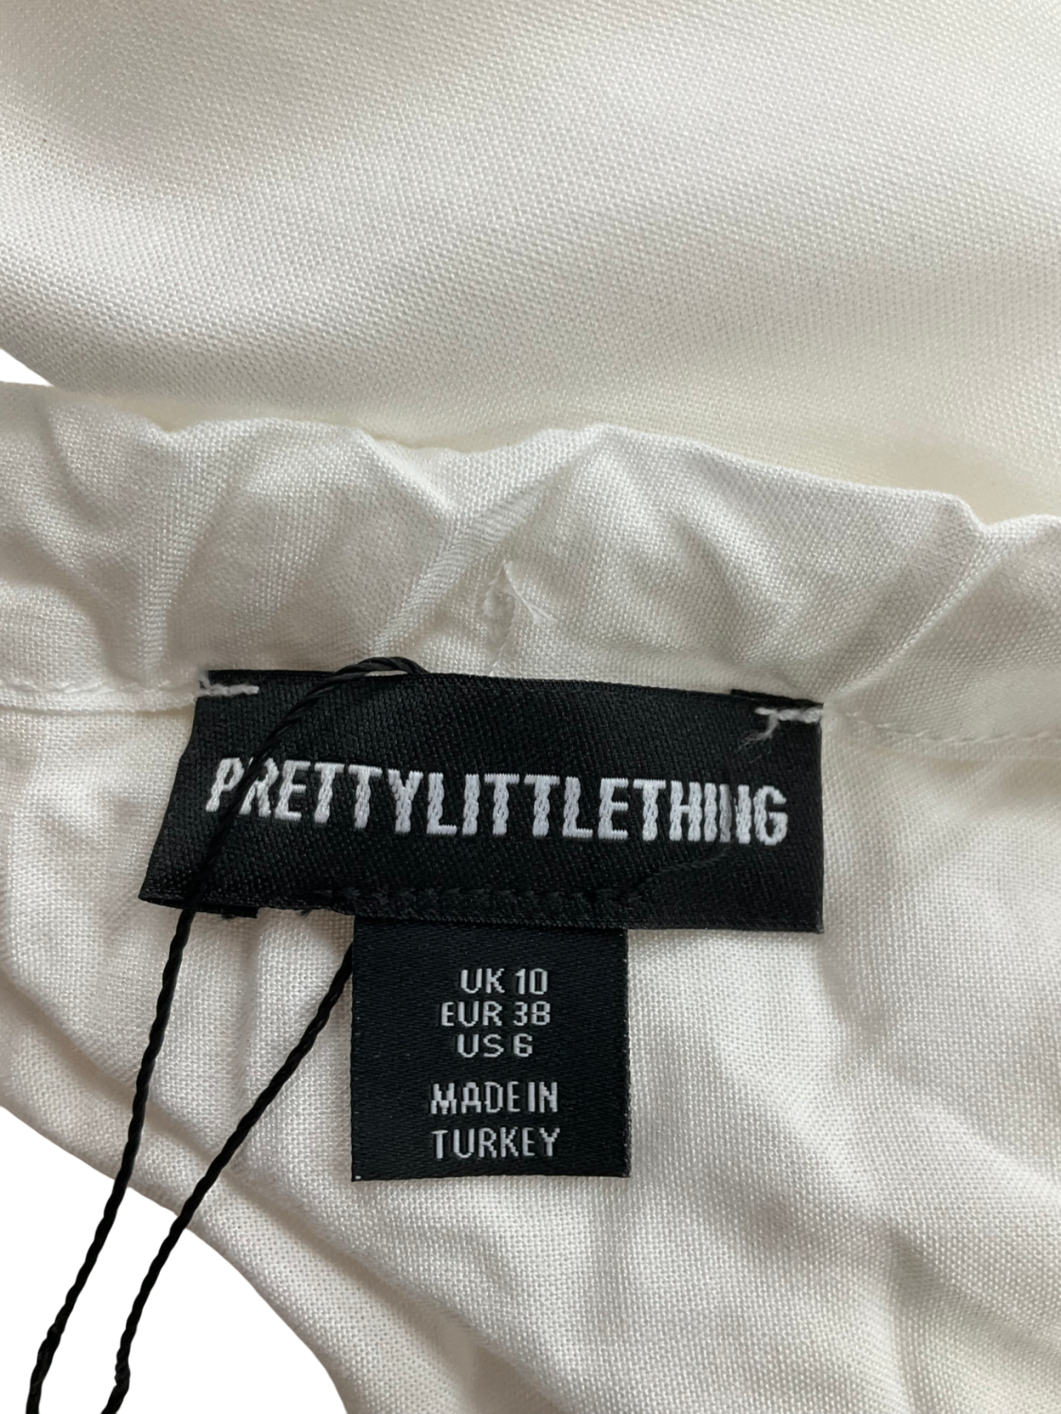 PRETTYLITTLETHING
UK 10
EUR 38
US 6
MADE IN
TURKEY